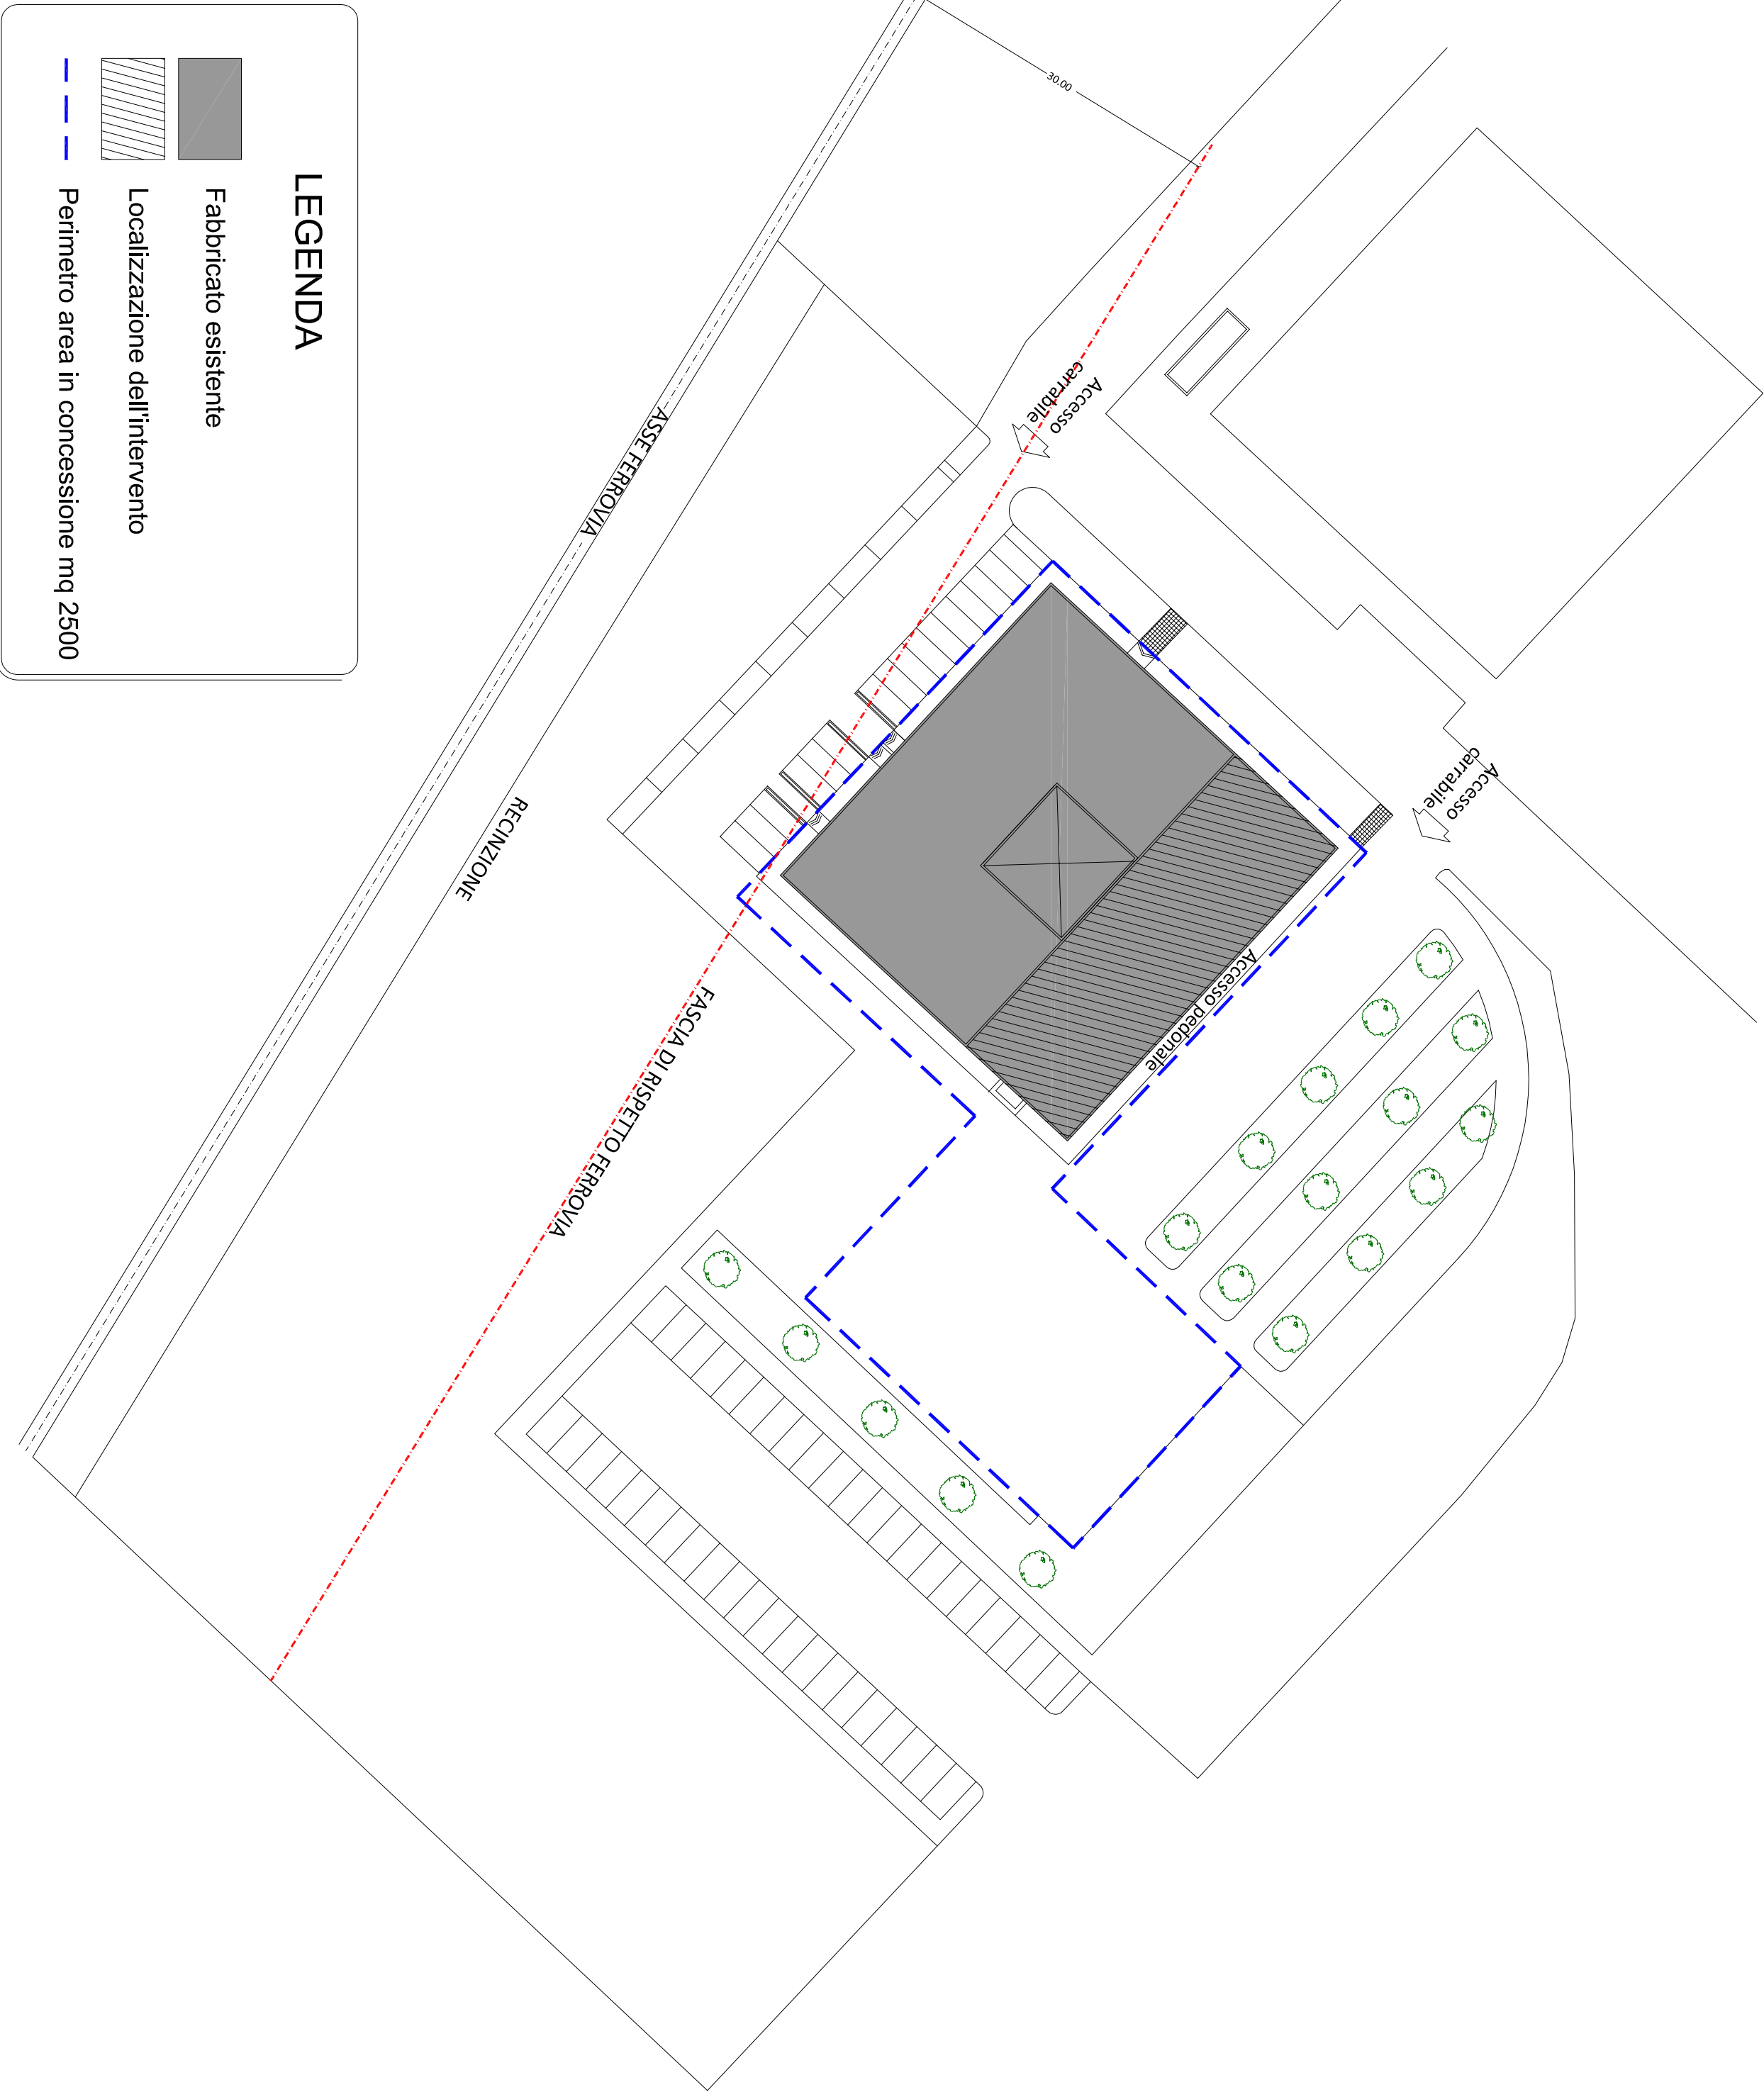 LEGENDA
Fabbricato esistente
Localizzazione dell'intervento
Perimetro area in concessione mq 2500
30.00
Accesso
carrabile
ASSE FERROVIA
Accesso
carrabile
RECINZIONE
Accesso pedonale
FASCIA DI RISPETTO FERROVIA